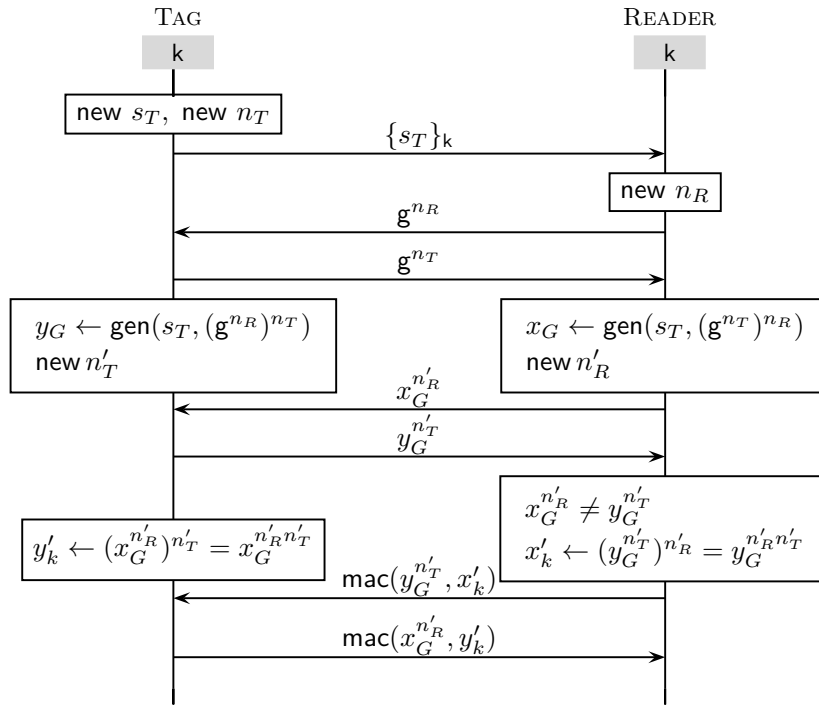 TAG READER
k k
new s_T, new n_T
{s_T}_k
new n_R
g^{n_R}
g^{n_T}
y_G ← gen(s_T, (g^{n_R})^{n_T}) x_G ← gen(s_T, (g^{n_T})^{n_R})
new n'_T new n'_R
x_G^{n'_R}
y_G^{n'_T}
x_G^{n'_R} ≠ y_G^{n'_T}
y'_k ← (x_G^{n'_R})^{n'_T} = x_G^{n'_R n'_T} x'_k ← (y_G^{n'_T})^{n'_R} = y_G^{n'_R n'_T}
mac(y_G^{n'_T}, x'_k)
mac(x_G^{n'_R}, y'_k)